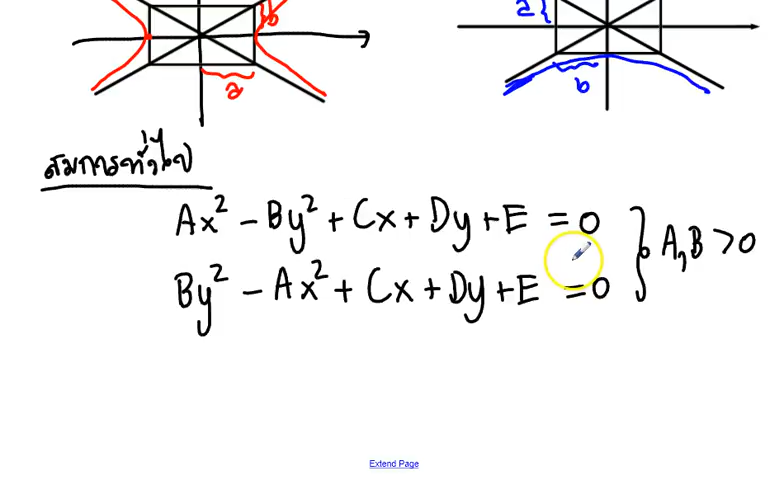 b
a
a
b
สมการทั่วไป
Ax² - By² + Cx + Dy + E = 0
By² - Ax² + Cx + Dy + E = 0
} A, B > 0
Extend Page